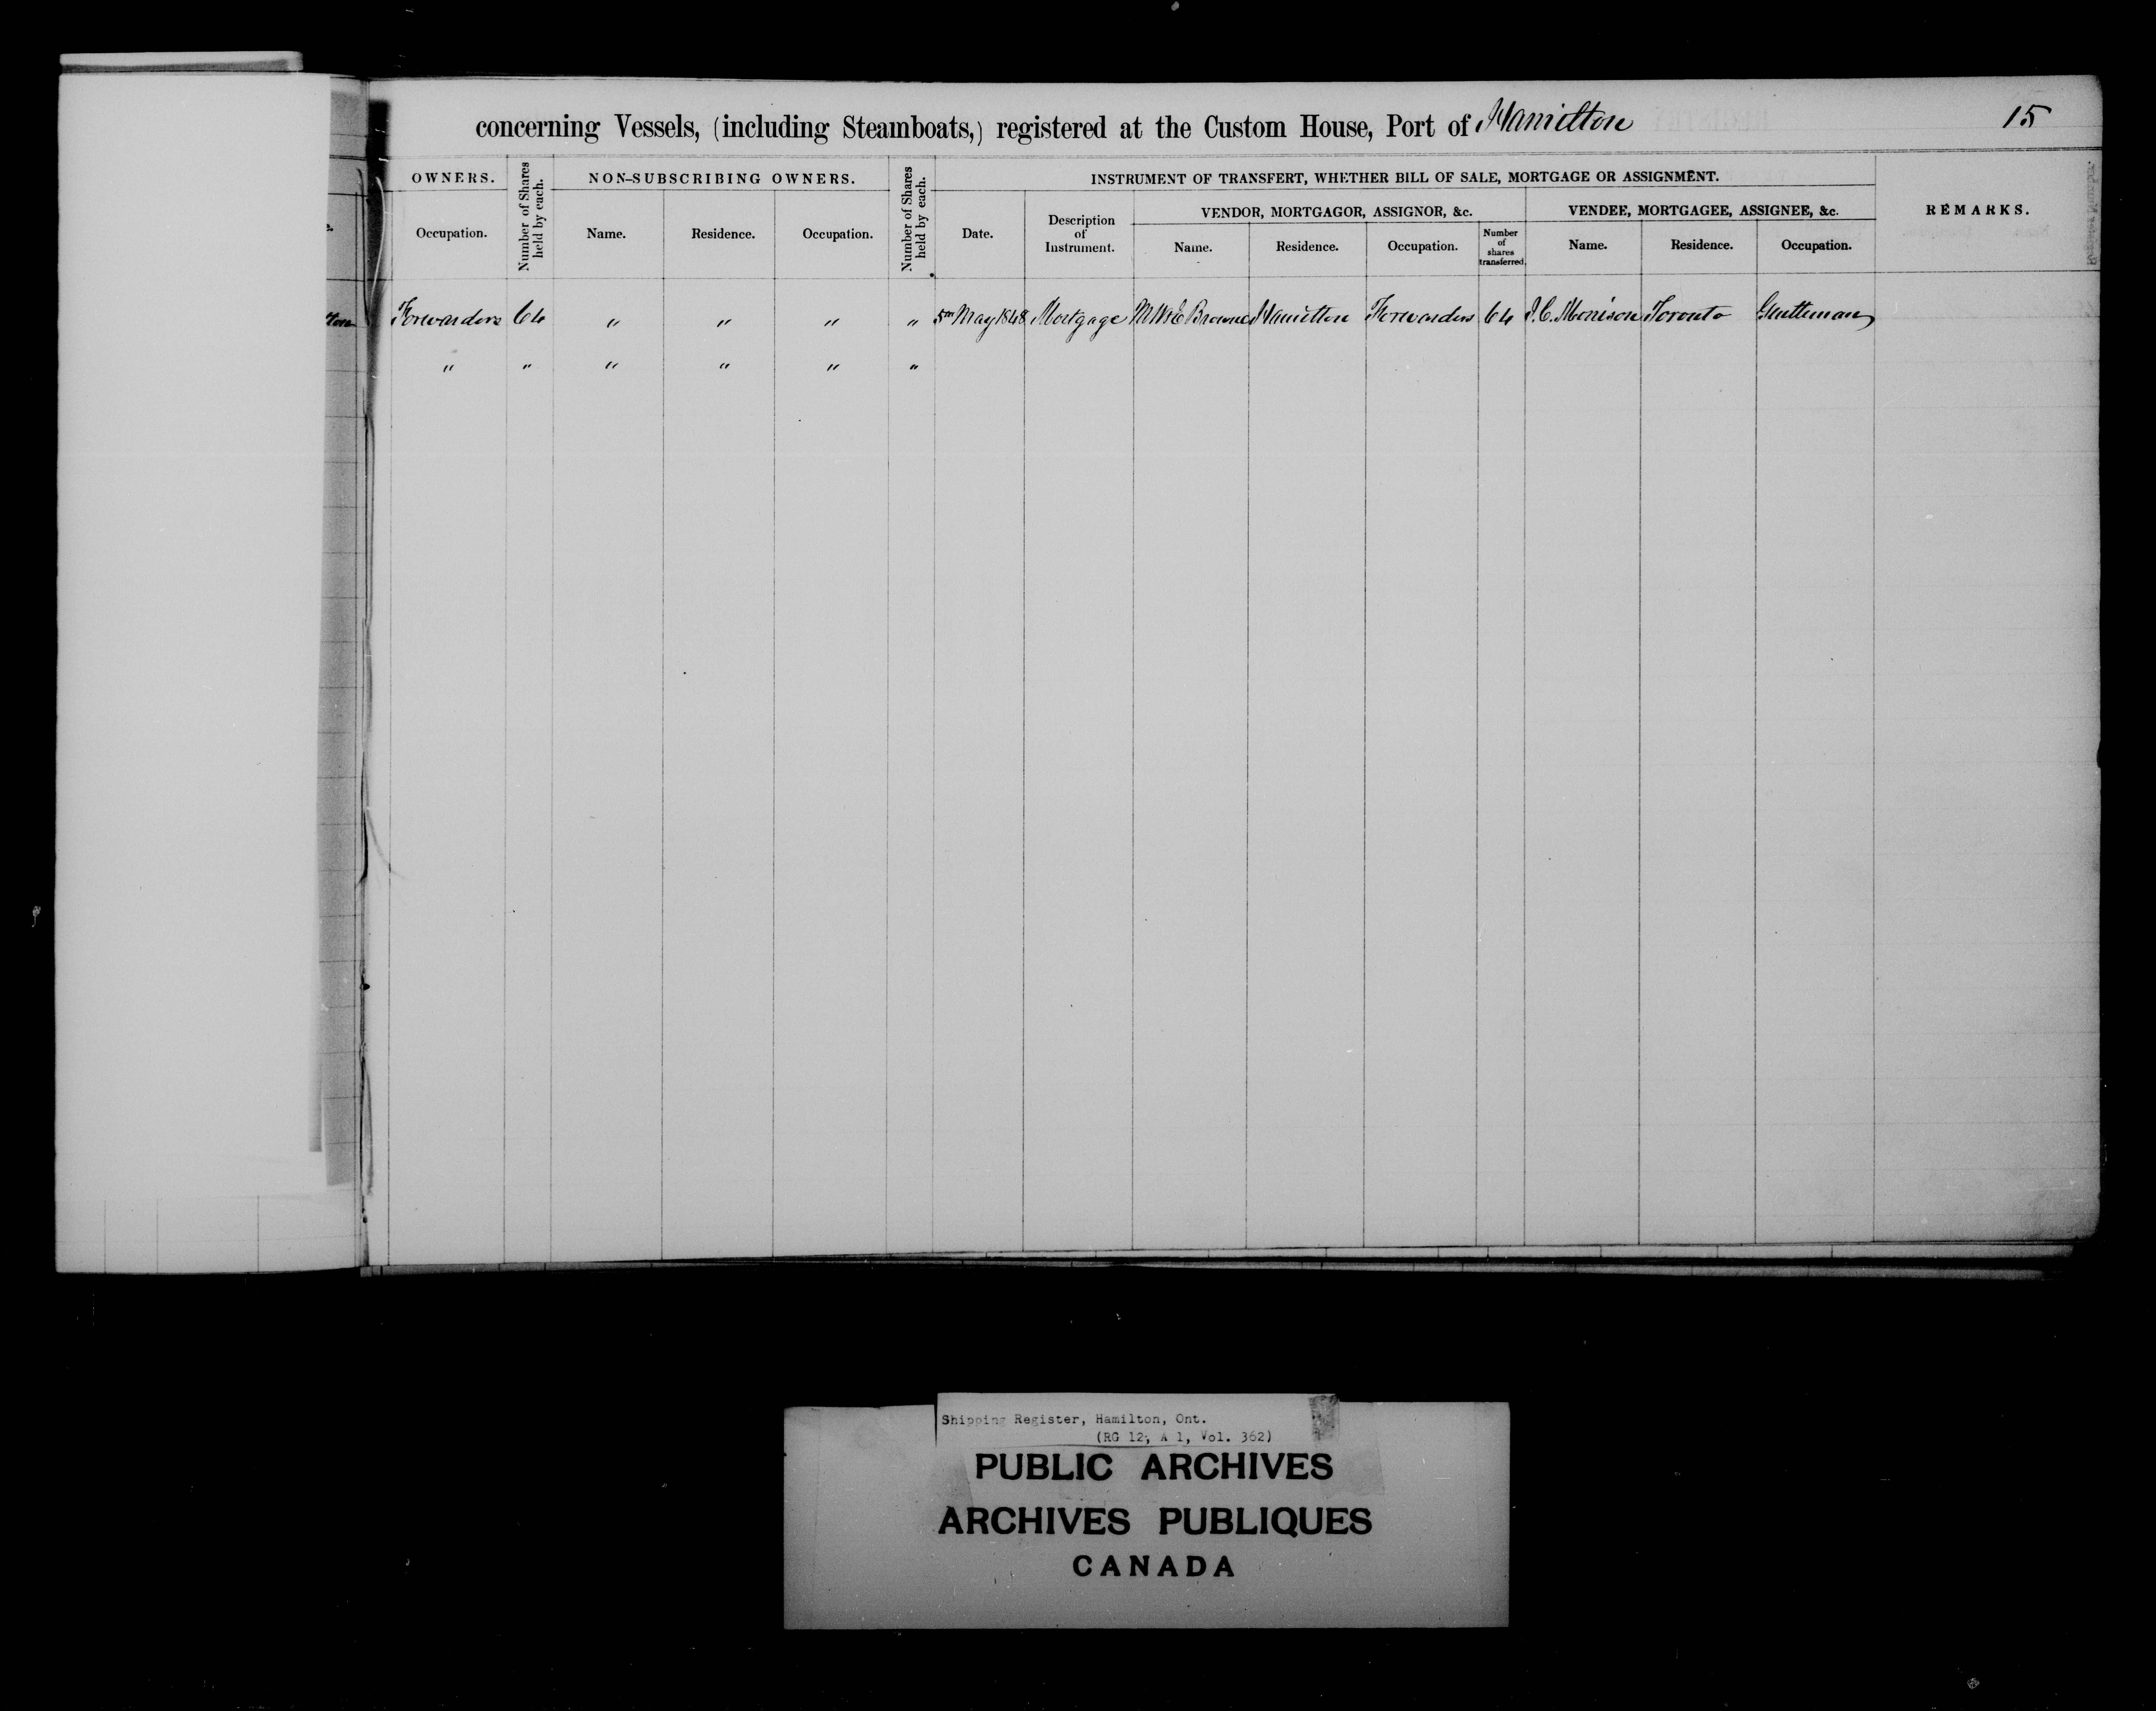 concerning Vessels, (including Steamboats,) registered at the Custom House, Port of Hamilton 15
OWNERS. Number of Shares held by each. NON-SUBSCRIBING OWNERS. Number of Shares held by each. INSTRUMENT OF TRANSFERT, WHETHER BILL OF SALE, MORTGAGE OR ASSIGNMENT. REMARKS.
VENDOR, MORTGAGOR, ASSIGNOR, &c. VENDEE, MORTGAGEE, ASSIGNEE, &c.
Occupation. Name. Residence. Occupation. Date. Description of Instrument. Name. Residence. Occupation. Number of shares transferred. Name. Residence. Occupation.
Forwarders 64 " " " " 5th May 1848 Mortgage M W & E Browne Hamilton Forwarders 64 J. C. Morrison Toronto Gentleman
" " " " " "
Shipping Register, Hamilton, Ont.
(RG 12, A 1, Vol. 362)
PUBLIC ARCHIVES
ARCHIVES PUBLIQUES
CANADA